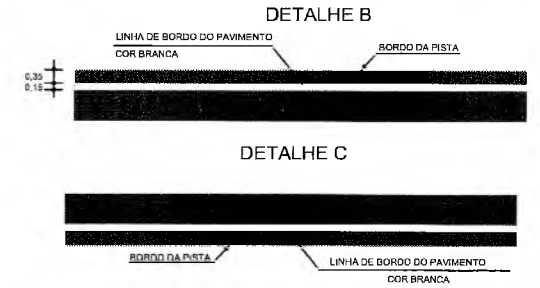 DETALHE B
LINHA DE BORDO DO PAVIMENTO
COR BRANCA
BORDO DA PISTA
0,35
0,15
DETALHE C
BORDO DA PISTA
LINHA DE BORDO DO PAVIMENTO
COR BRANCA